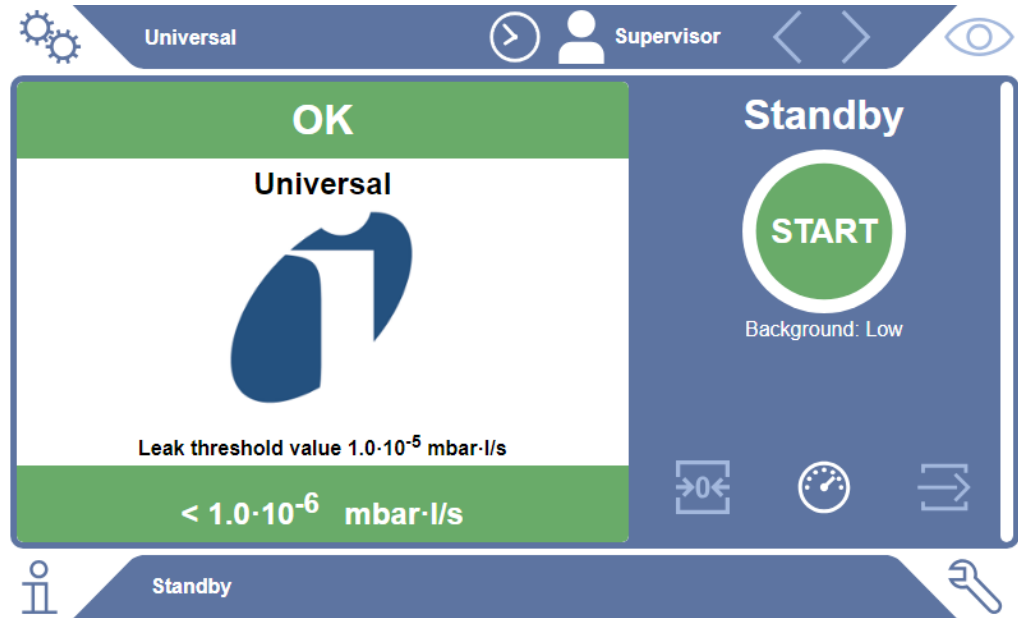 Universal
Supervisor
OK
Universal
Leak threshold value 1.0·10⁻⁵ mbar·l/s
< 1.0·10⁻⁶ mbar·l/s
Standby
START
Background: Low
→0←
Standby